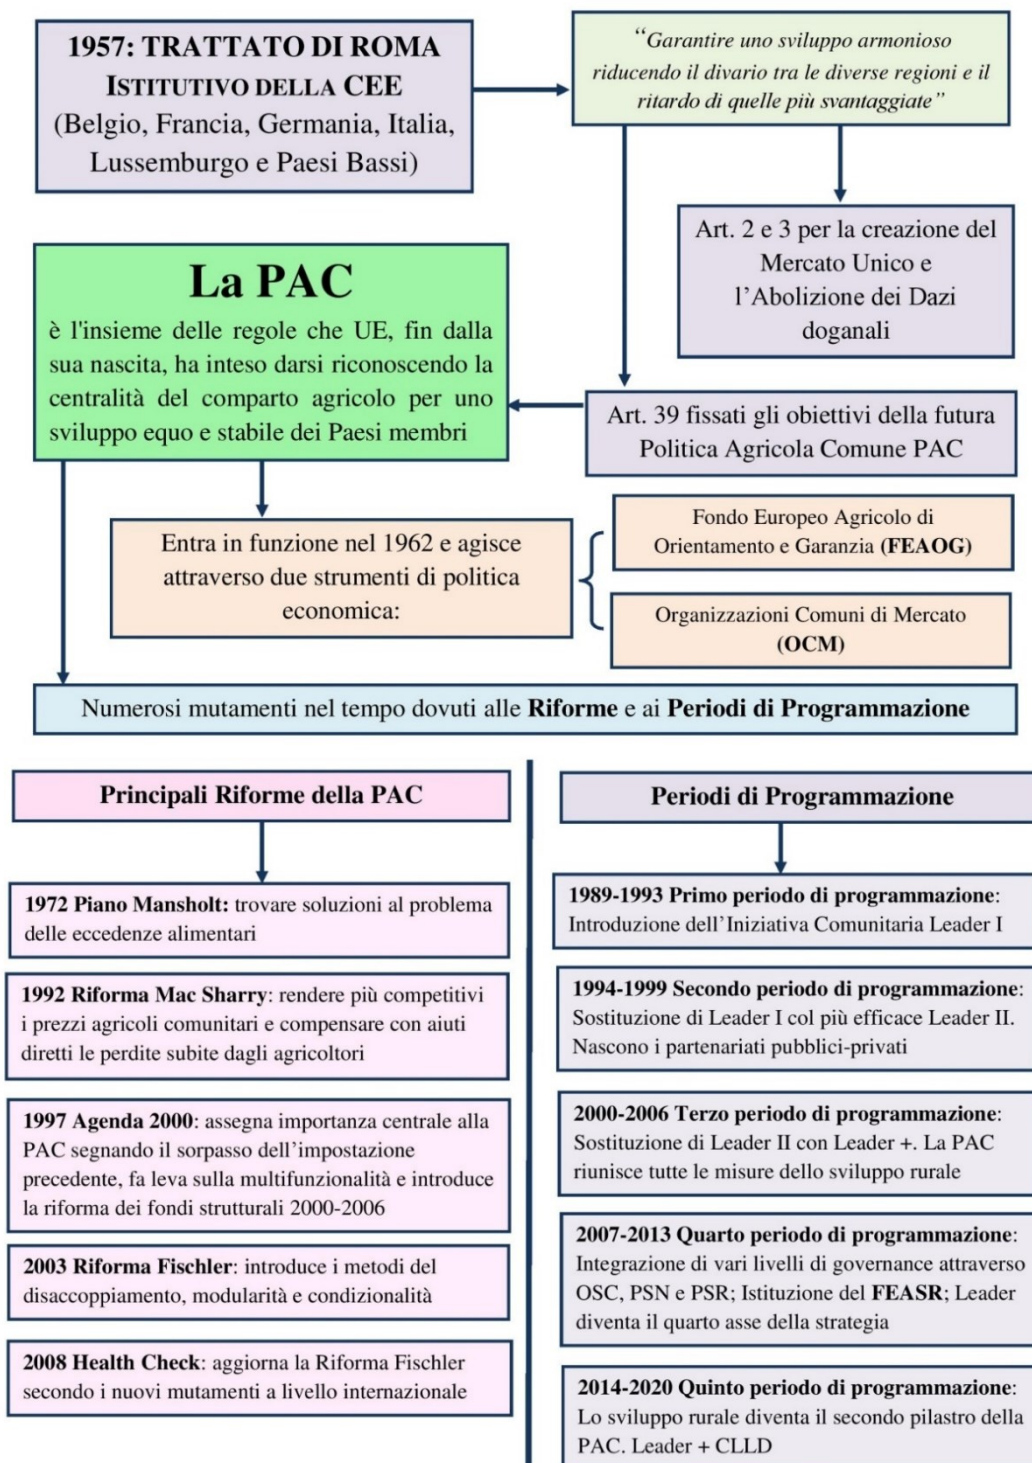 1957: TRATTATO DI ROMA
ISTITUTIVO DELLA CEE
(Belgio, Francia, Germania, Italia,
Lussemburgo e Paesi Bassi)
“Garantire uno sviluppo armonioso
riducendo il divario tra le diverse regioni e il
ritardo di quelle più svantaggiate”
Art. 2 e 3 per la creazione del
Mercato Unico e
l’Abolizione dei Dazi
doganali
La PAC
è l'insieme delle regole che UE, fin dalla
sua nascita, ha inteso darsi riconoscendo la
centralità del comparto agricolo per uno
sviluppo equo e stabile dei Paesi membri
Art. 39 fissati gli obiettivi della futura
Politica Agricola Comune PAC
Entra in funzione nel 1962 e agisce
attraverso due strumenti di politica
economica:
Fondo Europeo Agricolo di
Orientamento e Garanzia (FEAOG)
Organizzazioni Comuni di Mercato
(OCM)
Numerosi mutamenti nel tempo dovuti alle Riforme e ai Periodi di Programmazione
Principali Riforme della PAC
1972 Piano Mansholt: trovare soluzioni al problema
delle eccedenze alimentari
1992 Riforma Mac Sharry: rendere più competitivi
i prezzi agricoli comunitari e compensare con aiuti
diretti le perdite subite dagli agricoltori
1997 Agenda 2000: assegna importanza centrale alla
PAC segnando il sorpasso dell’impostazione
precedente, fa leva sulla multifunzionalità e introduce
la riforma dei fondi strutturali 2000-2006
2003 Riforma Fischler: introduce i metodi del
disaccoppiamento, modularità e condizionalità
2008 Health Check: aggiorna la Riforma Fischler
secondo i nuovi mutamenti a livello internazionale
Periodi di Programmazione
1989-1993 Primo periodo di programmazione:
Introduzione dell’Iniziativa Comunitaria Leader I
1994-1999 Secondo periodo di programmazione:
Sostituzione di Leader I col più efficace Leader II.
Nascono i partenariati pubblici-privati
2000-2006 Terzo periodo di programmazione:
Sostituzione di Leader II con Leader +. La PAC
riunisce tutte le misure dello sviluppo rurale
2007-2013 Quarto periodo di programmazione:
Integrazione di vari livelli di governance attraverso
OSC, PSN e PSR; Istituzione del FEASR; Leader
diventa il quarto asse della strategia
2014-2020 Quinto periodo di programmazione:
Lo sviluppo rurale diventa il secondo pilastro della
PAC. Leader + CLLD